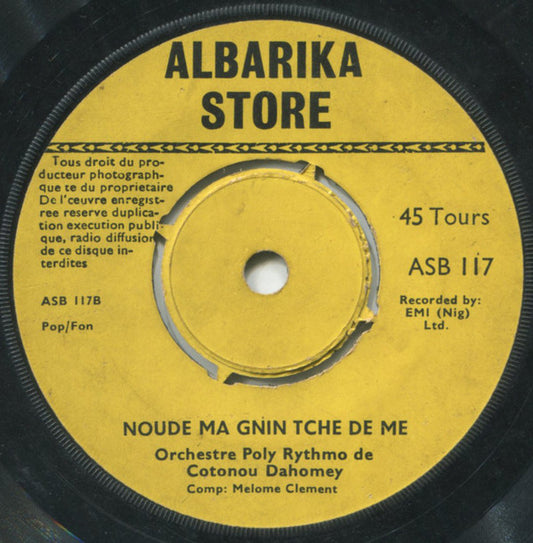 ALBARIKA
STORE
Tous droit du pro-
ducteur photograph-
que te du proprietaire
De l'œuvre enregist-
ree reserve duplica-
tion execution publi-
que, radio diffusion
de ce disque in-
terdites
45 Tours
ASB 117
ASB 117B
Recorded by:
EMI (Nig)
Ltd.
Pop/Fon
NOUDE MA GNIN TCHE DE ME
Orchestre Poly Rythmo de
Cotonou Dahomey
Comp: Melome Clement